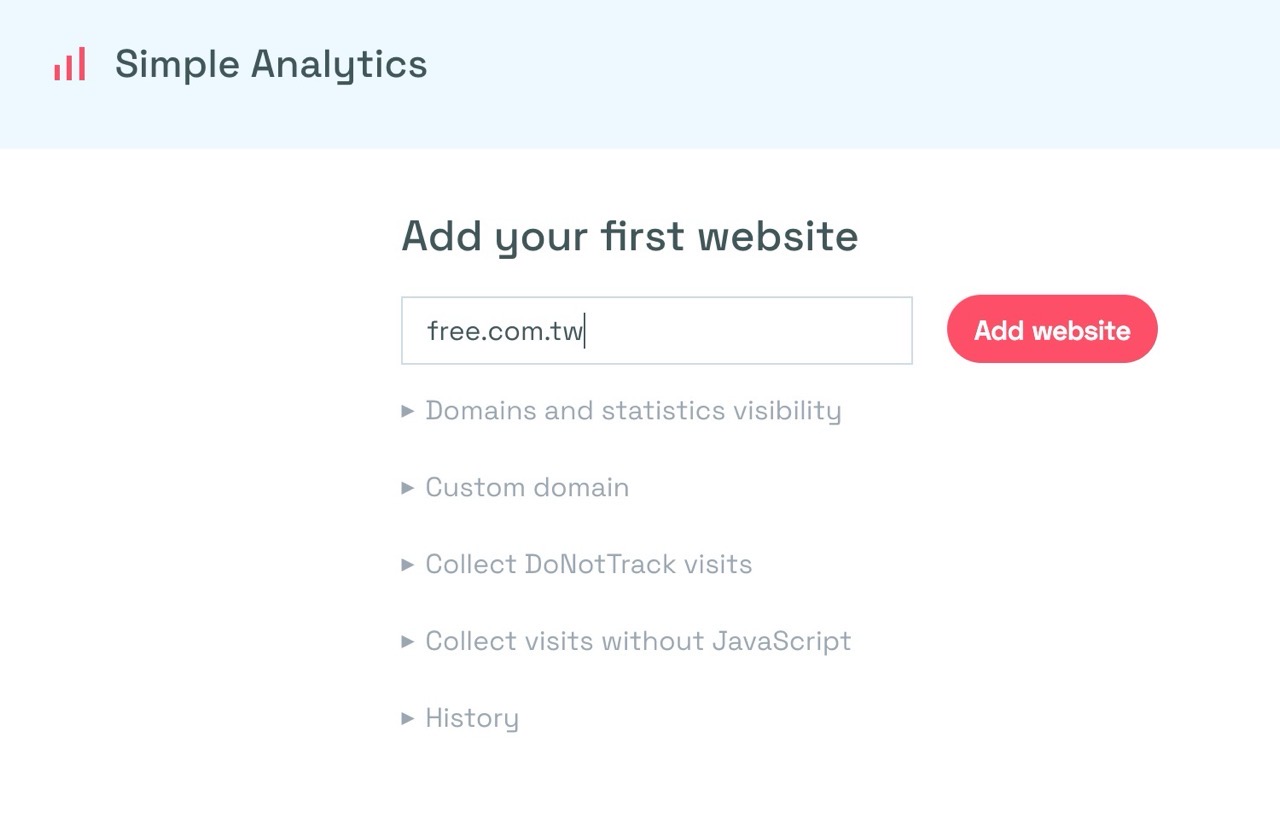 Simple Analytics
Add your first website
free.com.tw
Add website
Domains and statistics visibility
Custom domain
Collect DoNotTrack visits
Collect visits without JavaScript
History